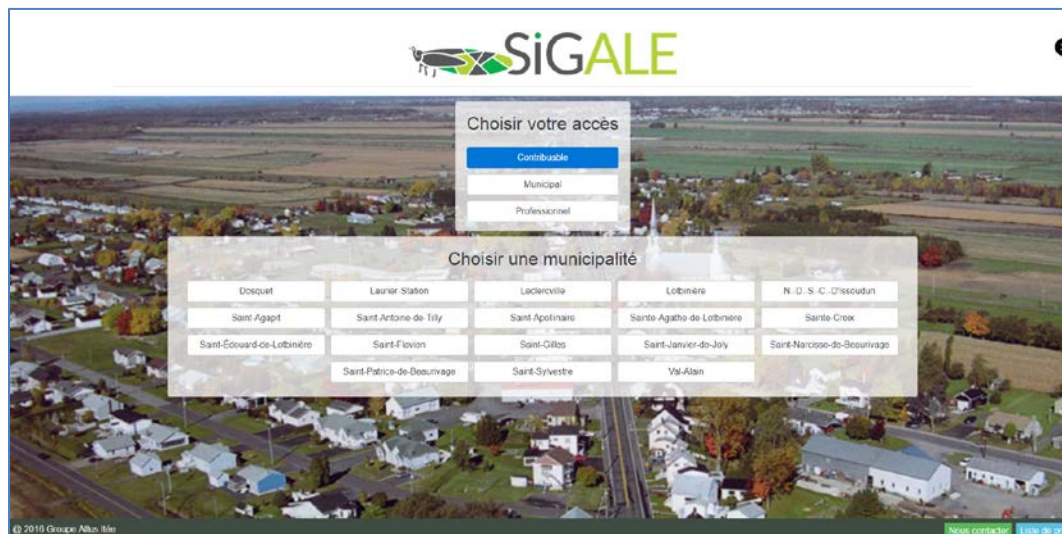 SiGALE
Choisir votre accès
Contribuable
Municipal
Professionnel
Choisir une municipalité
Dosquet
Laurier-Station
Leclercville
Lotbinière
N.-D.-S.-C.-D'Issoudun
Saint-Agapit
Saint-Antoine-de-Tilly
Saint-Apollinaire
Sainte-Agathe-de-Lotbinière
Sainte-Croix
Saint-Édouard-de-Lotbinière
Saint-Flavien
Saint-Gilles
Saint-Janvier-de-Joly
Saint-Narcisse-de-Beaurivage
Saint-Patrice-de-Beaurivage
Saint-Sylvestre
Val-Alain
@ 2016 Groupe Altus ltée
Nous contacter
Liste de pr